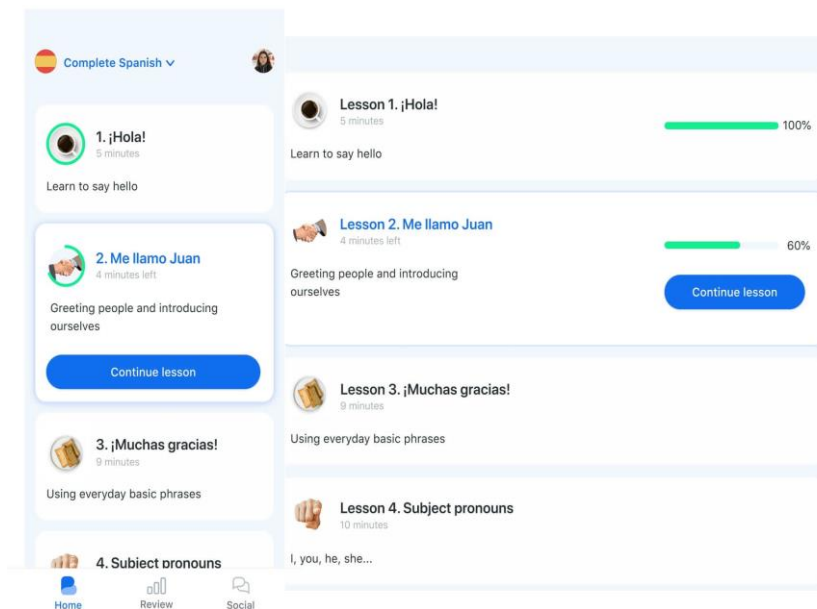 Complete Spanish
1. ¡Hola!
5 minutes
Learn to say hello
2. Me llamo Juan
4 minutes left
Greeting people and introducing
ourselves
Continue lesson
3. ¡Muchas gracias!
9 minutes
Using everyday basic phrases
4. Subject pronouns
Home
Review
Social
Lesson 1. ¡Hola!
5 minutes
100%
Learn to say hello
Lesson 2. Me llamo Juan
4 minutes left
60%
Greeting people and introducing
ourselves
Continue lesson
Lesson 3. ¡Muchas gracias!
9 minutes
Using everyday basic phrases
Lesson 4. Subject pronouns
10 minutes
I, you, he, she...